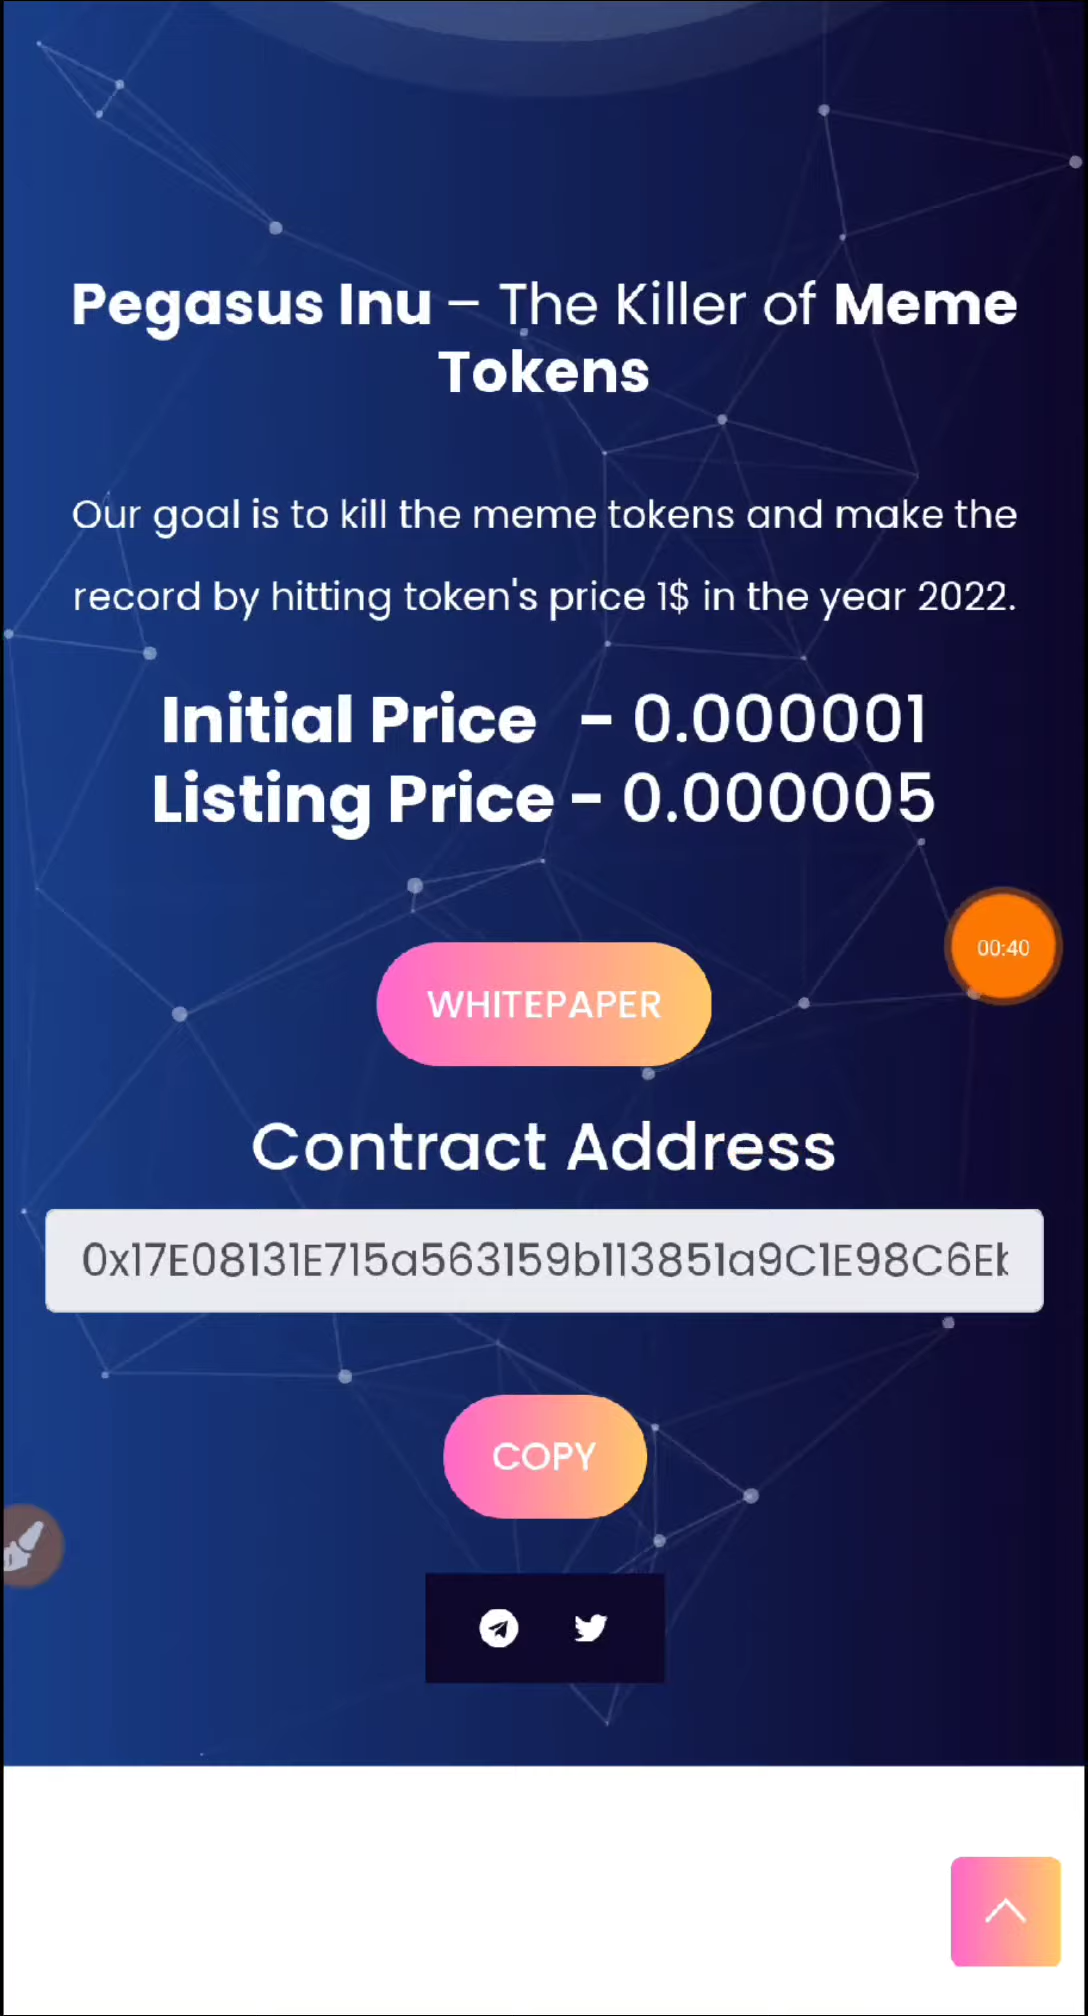 Pegasus Inu – The Killer of Meme
Tokens
Our goal is to kill the meme tokens and make the
record by hitting token's price 1$ in the year 2022.
Initial Price - 0.000001
Listing Price - 0.000005
00:40
WHITEPAPER
Contract Address
0x17E08131E715a563159b113851a9C1E98C6Eb
COPY